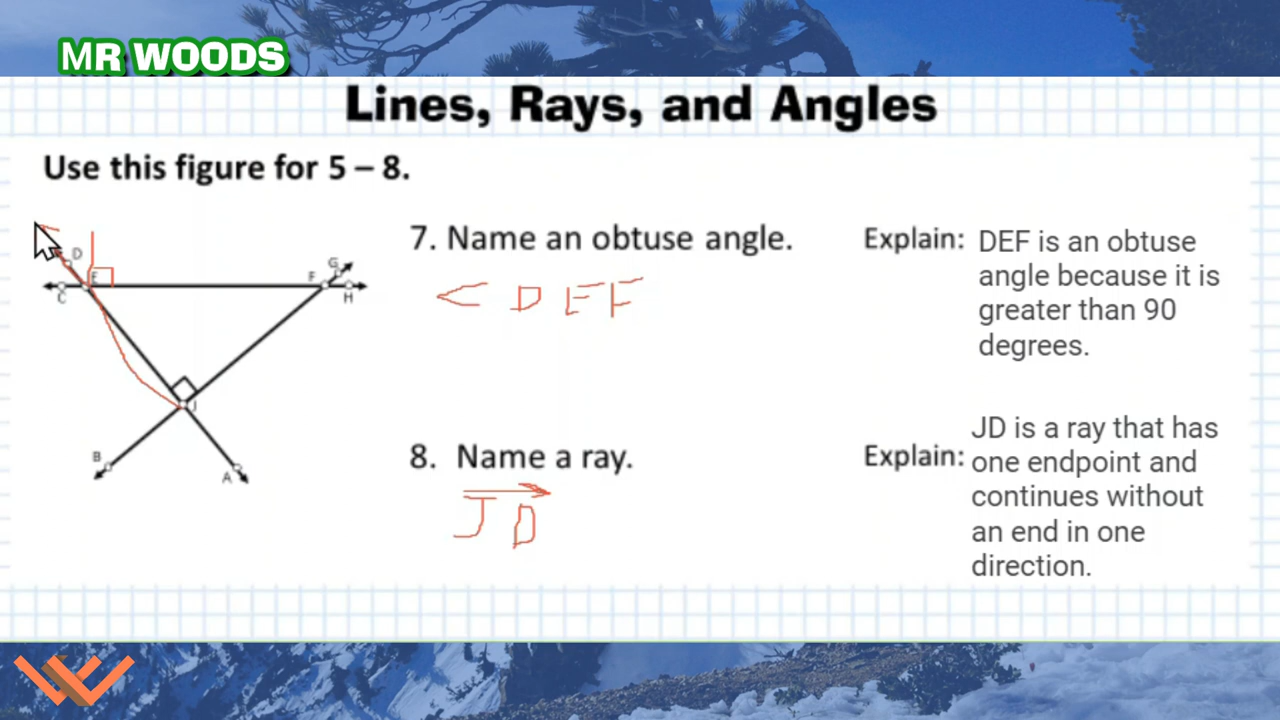 MR WOODS
Lines, Rays, and Angles
Use this figure for 5 – 8.
7. Name an obtuse angle.
< DEF
Explain: DEF is an obtuse
angle because it is
greater than 90
degrees.
D
E
C
F
G
H
J
B
A
8. Name a ray.
JD
Explain: JD is a ray that has
one endpoint and
continues without
an end in one
direction.